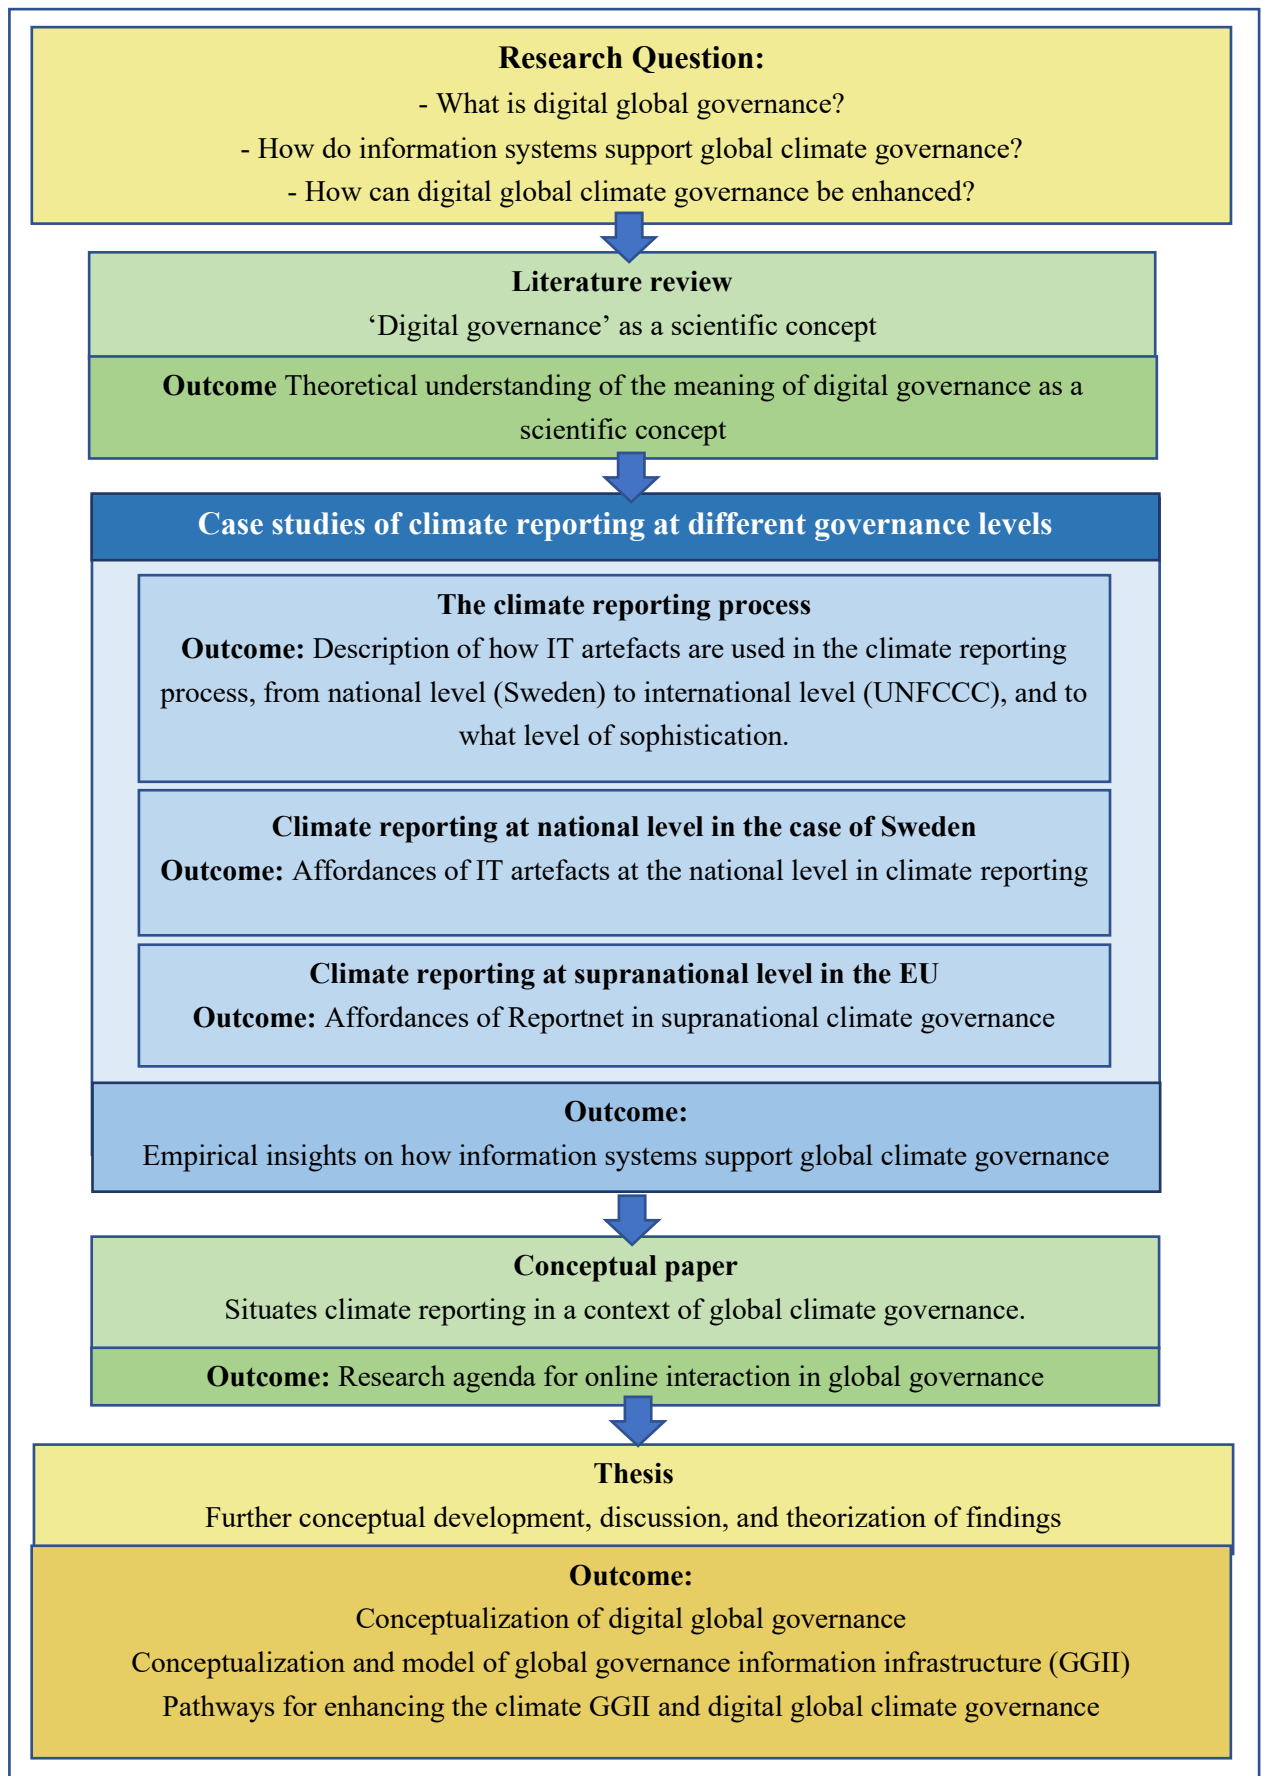 Research Question:
- What is digital global governance?
- How do information systems support global climate governance?
- How can digital global climate governance be enhanced?
Literature review
‘Digital governance’ as a scientific concept
Outcome Theoretical understanding of the meaning of digital governance as a
scientific concept
Case studies of climate reporting at different governance levels
The climate reporting process
Outcome: Description of how IT artefacts are used in the climate reporting
process, from national level (Sweden) to international level (UNFCCC), and to
what level of sophistication.
Climate reporting at national level in the case of Sweden
Outcome: Affordances of IT artefacts at the national level in climate reporting
Climate reporting at supranational level in the EU
Outcome: Affordances of Reportnet in supranational climate governance
Outcome:
Empirical insights on how information systems support global climate governance
Conceptual paper
Situates climate reporting in a context of global climate governance.
Outcome: Research agenda for online interaction in global governance
Thesis
Further conceptual development, discussion, and theorization of findings
Outcome:
Conceptualization of digital global governance
Conceptualization and model of global governance information infrastructure (GGII)
Pathways for enhancing the climate GGII and digital global climate governance